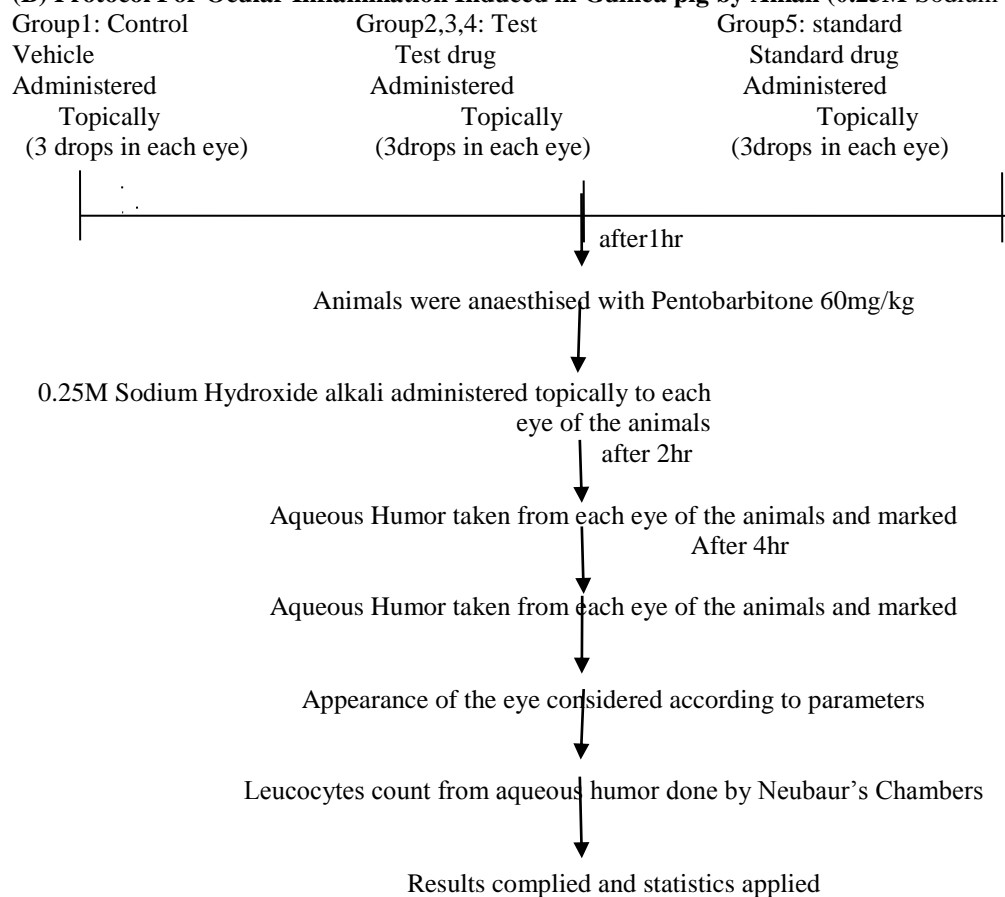 Group1: Control Group2,3,4: Test Group5: standard
Vehicle Test drug Standard drug
Administered Administered Administered
Topically Topically Topically
(3 drops in each eye) (3drops in each eye) (3drops in each eye)
after1hr
Animals were anaesthised with Pentobarbitone 60mg/kg
0.25M Sodium Hydroxide alkali administered topically to each
eye of the animals
after 2hr
Aqueous Humor taken from each eye of the animals and marked
After 4hr
Aqueous Humor taken from each eye of the animals and marked
Appearance of the eye considered according to parameters
Leucocytes count from aqueous humor done by Neubaur's Chambers
Results complied and statistics applied